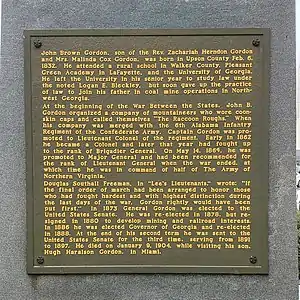 John Brown Gordon, son of the Rev. Zachariah Herndon Gordon
and Mrs. Malinda Cox Gordon, was born in Upson County Feb. 6,
1832. He attended a rural school in Walker County, Pleasant
Green Academy in LaFayette, and the University of Georgia.
He left the University in his senior year to study law under
the noted Logan E. Bleckley, but soon gave up the practice
of law to join his father in coal mine operations in North-
west Georgia.
At the beginning of the War Between the States, John B.
Gordon organized a company of mountaineers who wore coon-
skin caps and called themselves "The Raccoon Roughs." When
his company was merged with the 6th Alabama Infantry
Regiment of the Confederate Army, Captain Gordon was pro-
moted to Lieutenant Colonel of the regiment. Early in 1862
he became a Colonel and later that year had fought up
to the rank of Brigadier General. On May 14, 1864, he was
promoted to Major General and had been recommended for
the rank of Lieutenant General when the war ended, at
which time he was in command of half of The Army of
Northern Virginia.
Douglas Southall Freeman, in "Lee's Lieutenants," wrote: "If
the final order of march had been arranged to honor those
who had fought hardest and with highest distinction during
the last days of the war, Gordon rightly would have been
put first." In 1873 General Gordon was elected to the
United States Senate. He was re-elected in 1878, but re-
signed in 1880 to develop mining and railroad interests.
In 1886 he was elected Governor of Georgia and re-elected
in 1888. At the end of his second term he was sent to the
United States Senate for the third time, serving from 1891
to 1897. He died on January 9, 1904, while visiting his son,
Hugh Haralson Gordon, in Miami.